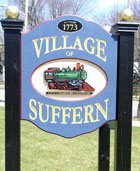 1773
VILLAGE
OF
SUFFERN